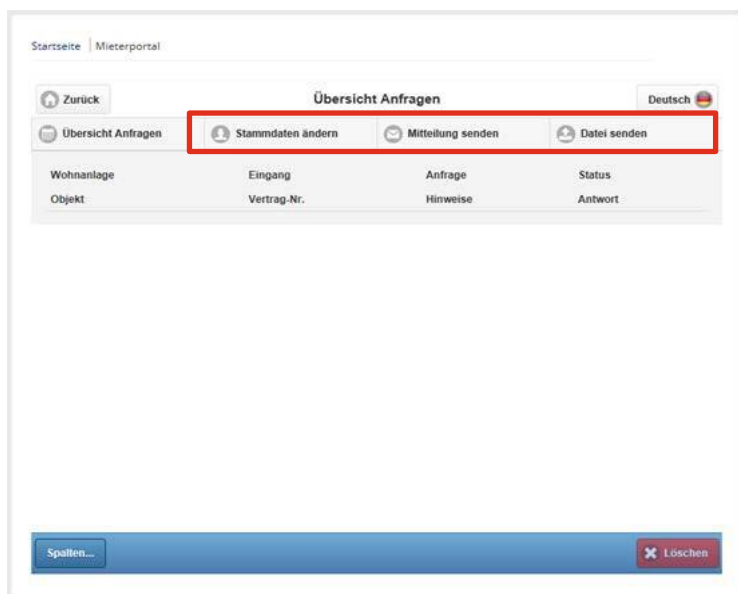 Startseite | Mieterportal
Zurück Übersicht Anfragen Deutsch
Übersicht Anfragen Stammdaten ändern Mitteilung senden Datei senden
Wohnanlage Eingang Anfrage Status
Objekt Vertrag-Nr. Hinweise Antwort
Spalten... Löschen